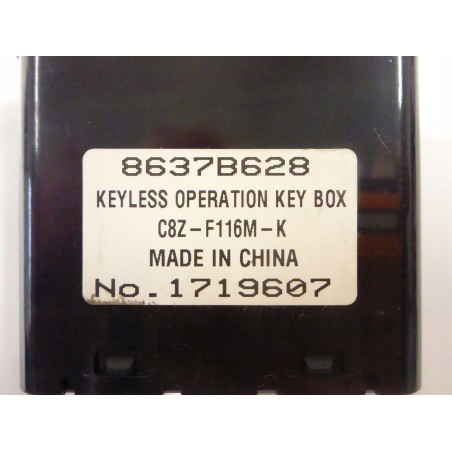 8637B628
KEYLESS OPERATION KEY BOX
C8Z-F116M-K
MADE IN CHINA
No.1719607